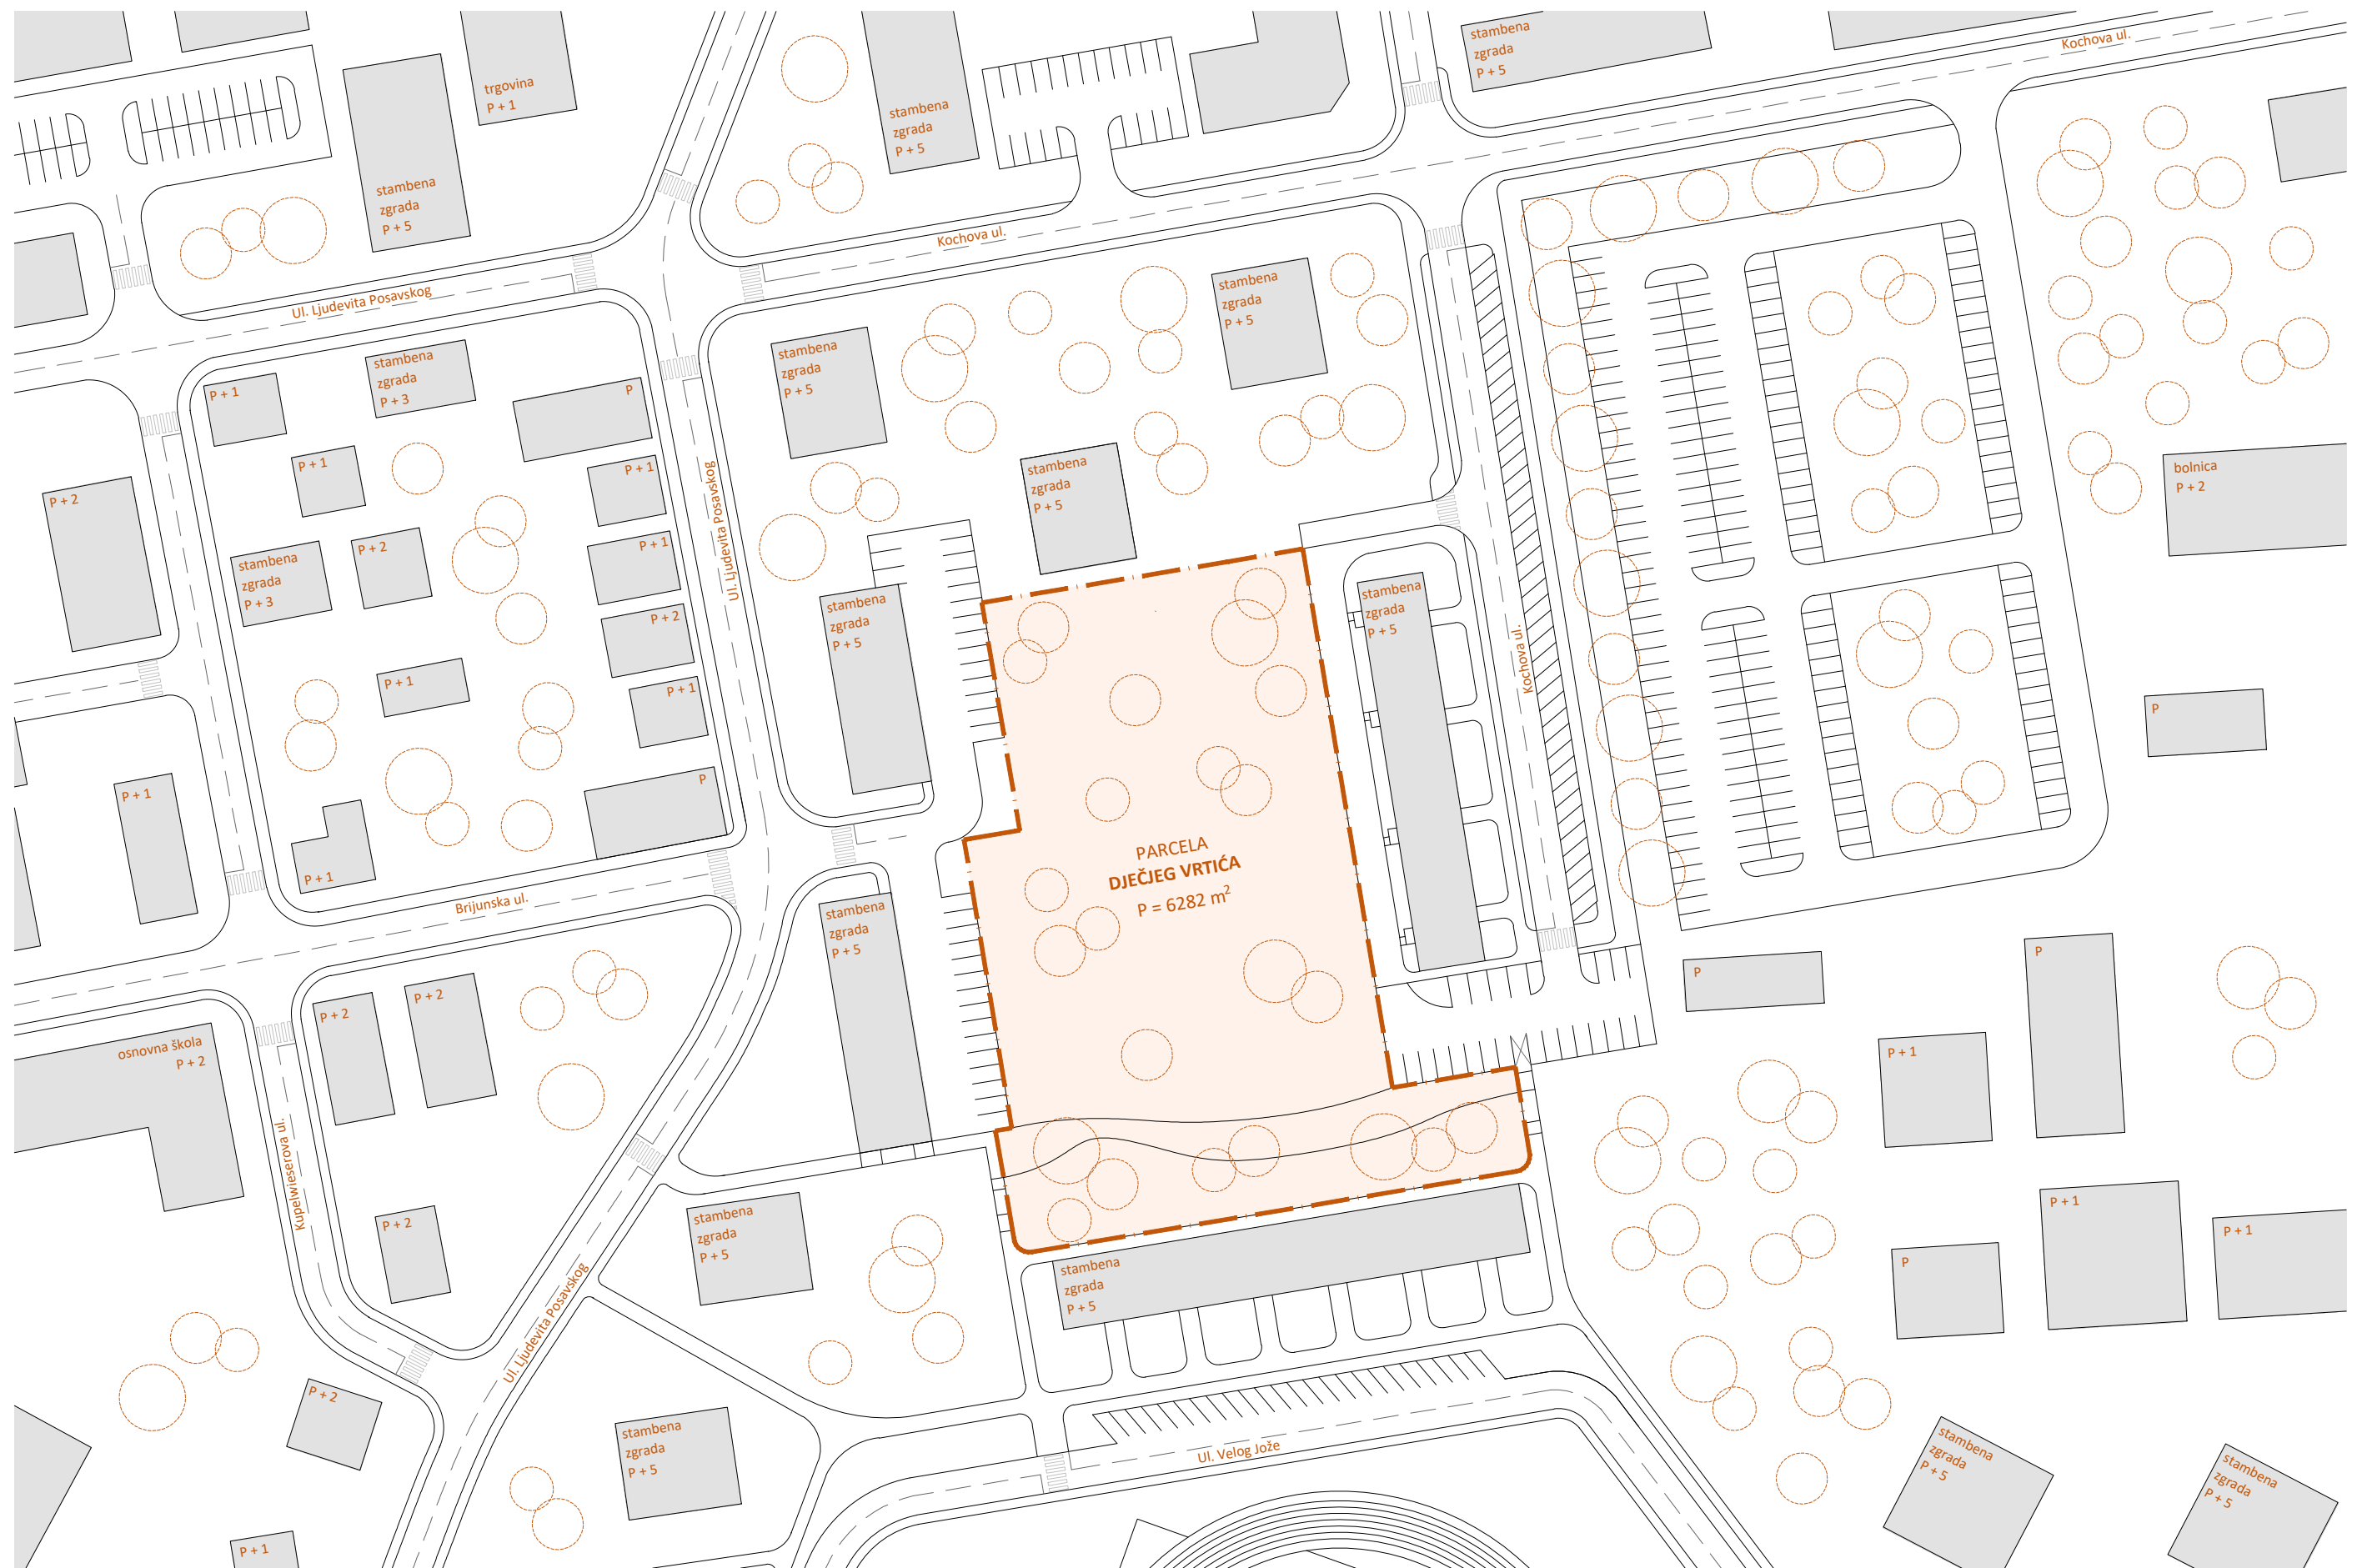 trgovina
P + 1
stambena
zgrada
P + 5
stambena
zgrada
P + 5
stambena
zgrada
P + 5
Kochova ul.
Kochova ul.
Ul. Ljudevita Posavskog
stambena
zgrada
P + 5
stambena
zgrada
P + 5
P + 1
stambena
zgrada
P + 3
P
P + 1
P + 1
stambena
zgrada
P + 5
bolnica
P + 2
P + 2
Ul. Ljudevita Posavskog
stambena
zgrada
P + 3
P + 2
P + 1
P + 2
P + 1
P + 1
stambena
zgrada
P + 5
stambena
zgrada
P + 5
Kochova ul.
P
P + 1
P
P + 1
PARCELA
DJEČJEG VRTIĆA
P = 6282 m²
Brijunska ul.
stambena
zgrada
P + 5
P
P
P + 2
P + 2
osnovna škola
P + 2
P + 1
Kupelwieserova ul.
P + 2
stambena
zgrada
P + 5
stambena
zgrada
P + 5
P + 1
P + 1
P
Ul. Ljudevita Posavskog
P + 2
stambena
zgrada
P + 5
Ul. Velog Jože
stambena
zgrada
P + 5
stambena
zgrada
P + 5
P + 1